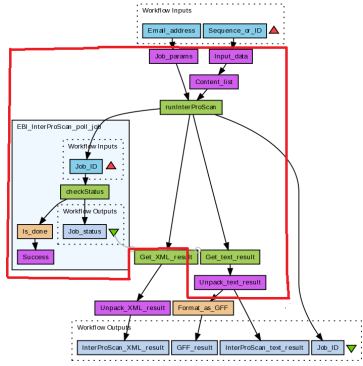 Workflow Inputs
Email_address
Sequence_or_ID
Job_params
Input_data
Content_list
runInterProScan
EBI_InterProScan_poll_job
Workflow Inputs
Job_ID
checkStatus
Workflow Outputs
Is_done
Job_status
Success
Get_XML_result
Get_text_result
Unpack_text_result
Unpack_XML_result
Format_as_GFF
Workflow Outputs
InterProScan_XML_result
GFF_result
InterProScan_text_result
Job_ID